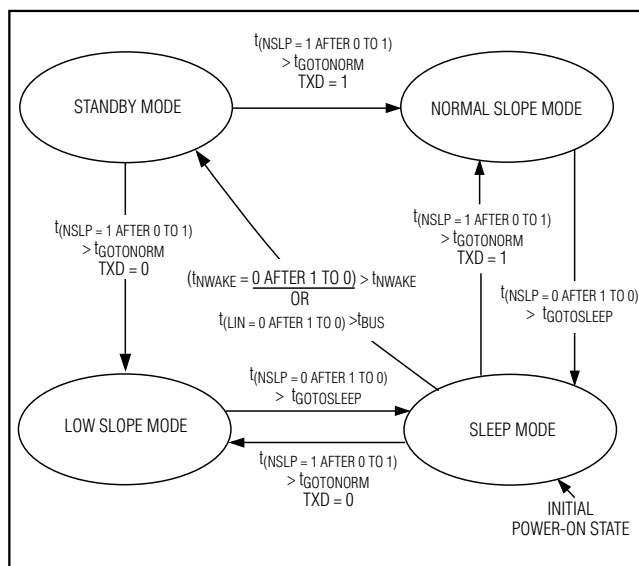 t(NSLP = 1 AFTER 0 TO 1)
> tGOTONORM
TXD = 1
STANDBY MODE
NORMAL SLOPE MODE
t(NSLP = 1 AFTER 0 TO 1)
> tGOTONORM
TXD = 0
t(NSLP = 1 AFTER 0 TO 1)
> tGOTONORM
TXD = 1
(tNWAKE = 0 AFTER 1 TO 0) > tNWAKE
OR
t(LIN = 0 AFTER 1 TO 0) >tBUS
t(NSLP = 0 AFTER 1 TO 0)
> tGOTOSLEEP
t(NSLP = 0 AFTER 1 TO 0)
> tGOTOSLEEP
LOW SLOPE MODE
SLEEP MODE
t(NSLP = 1 AFTER 0 TO 1)
> tGOTONORM
TXD = 0
INITIAL
POWER-ON STATE